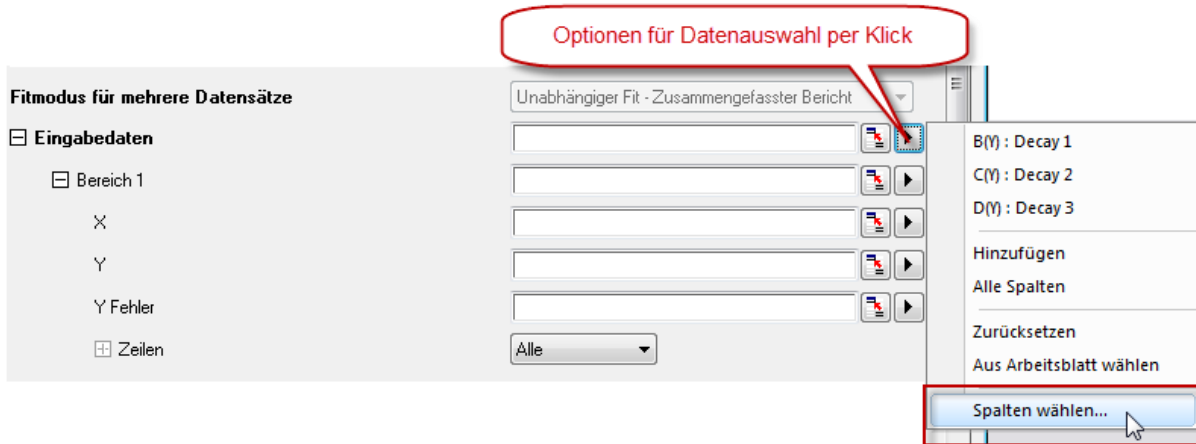 Optionen für Datenauswahl per Klick
Fitmodus für mehrere Datensätze
Unabhängiger Fit - Zusammengefasster Bericht
Eingabedaten
Bereich 1
X
Y
Y Fehler
Zeilen
Alle
B(Y) : Decay 1
C(Y) : Decay 2
D(Y) : Decay 3
Hinzufügen
Alle Spalten
Zurücksetzen
Aus Arbeitsblatt wählen
Spalten wählen...